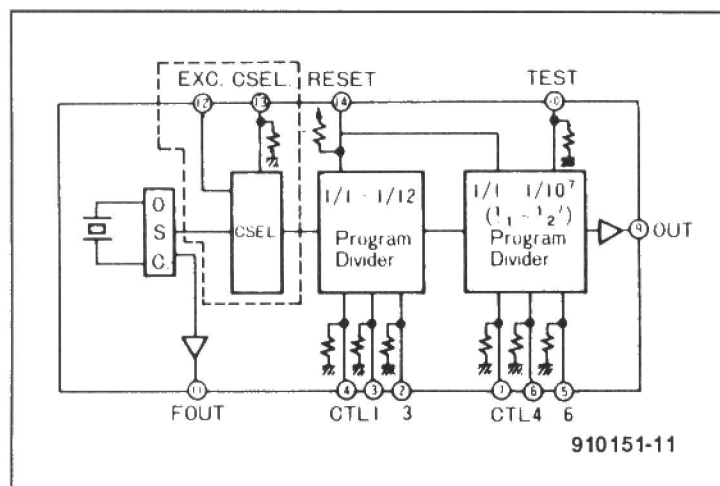 EXC. CSEL. RESET TEST
12 13 14 10
O
S
C.
CSEL
1/1 ~ 1/12
Program
Divider
1/1 1/10⁷
Program
Divider
9 OUT
11 4 3 2 7 6 5
FOUT CTL1 3 CTL4 6
910151-11